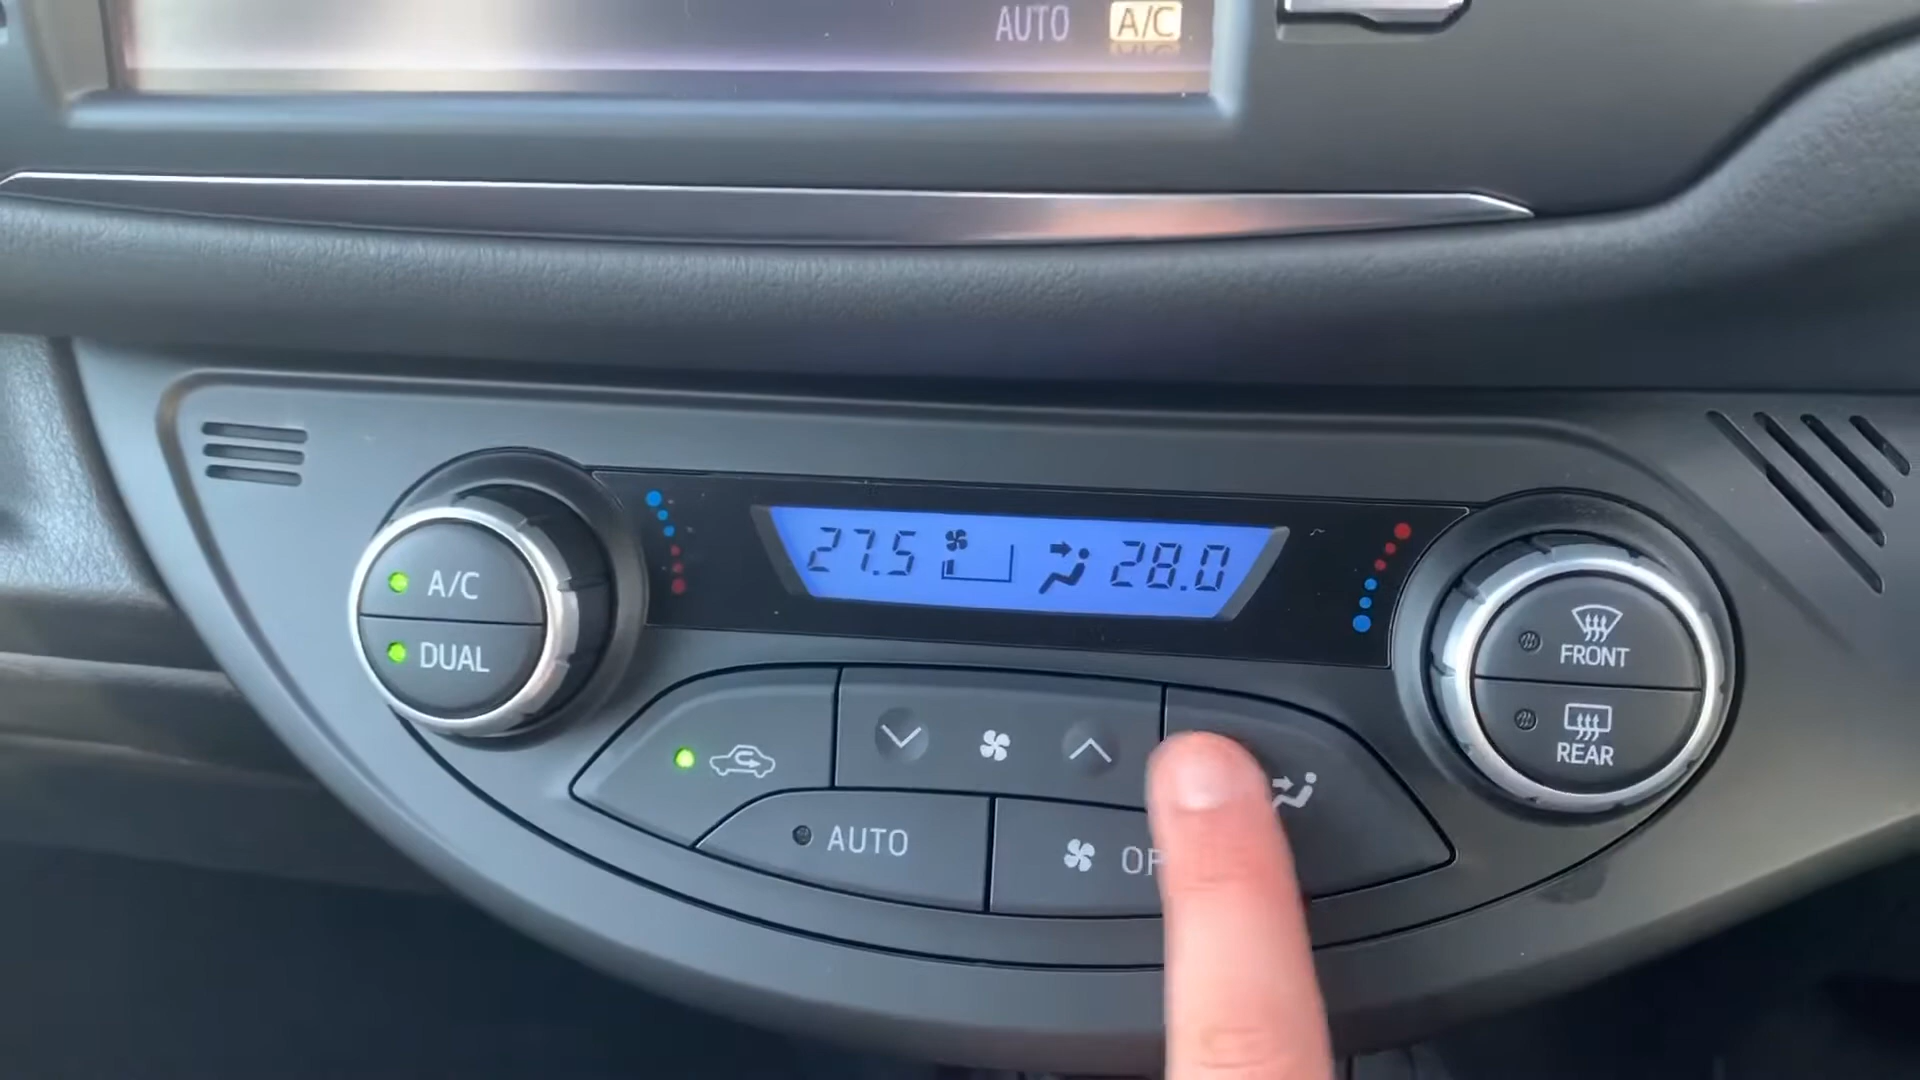 AUTO A/C
27.5 28.0
A/C
DUAL
FRONT
REAR
AUTO